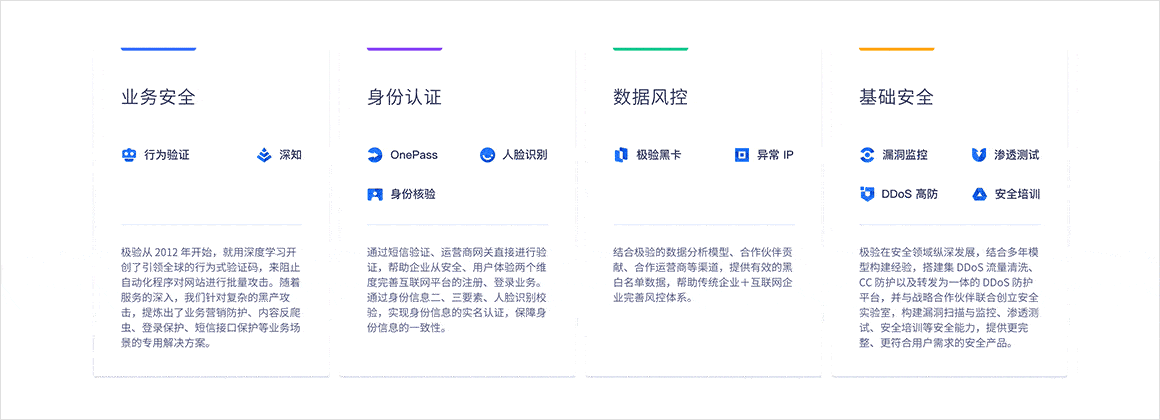 业务安全
行为验证
深知
极验从 2012 年开始，就用深度学习开
创了引领全球的行为式验证码，来阻止
自动化程序对网站进行批量攻击。随着
服务的深入，我们针对复杂的黑产攻
击，提炼出了业务营销防护、内容反爬
虫、登录保护、短信接口保护等业务场
景的专用解决方案。
身份认证
OnePass
人脸识别
身份核验
通过短信验证、运营商网关直接进行验
证，帮助企业从安全、用户体验两个维
度完善互联网平台的注册、登录业务。
通过身份信息二、三要素、人脸识别校
验，实现身份信息的实名认证，保障身
份信息的一致性。
数据风控
极验黑卡
异常 IP
结合极验的数据分析模型、合作伙伴贡
献、合作运营商等渠道，提供有效的黑
白名单数据，帮助传统企业＋互联网企
业完善风控体系。
基础安全
漏洞监控
渗透测试
DDoS 高防
安全培训
极验在安全领域纵深发展，结合多年模
型构建经验，搭建集 DDoS 流量清洗、
CC 防护以及转发为一体的 DDoS 防护
平台，并与战略合作伙伴联合创立安全
实验室，构建漏洞扫描与监控、渗透测
试、安全培训等安全能力，提供更完
整、更符合用户需求的安全产品。